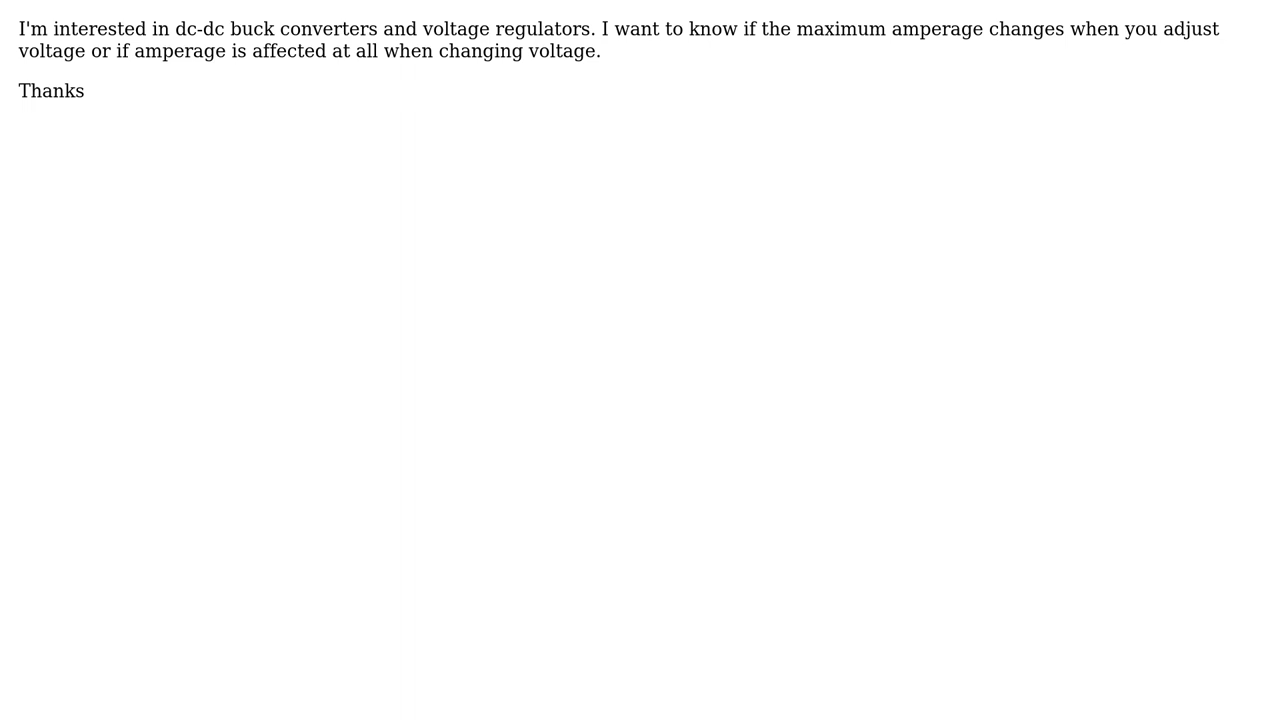 I'm interested in dc-dc buck converters and voltage regulators. I want to know if the maximum amperage changes when you adjust
voltage or if amperage is affected at all when changing voltage.
Thanks